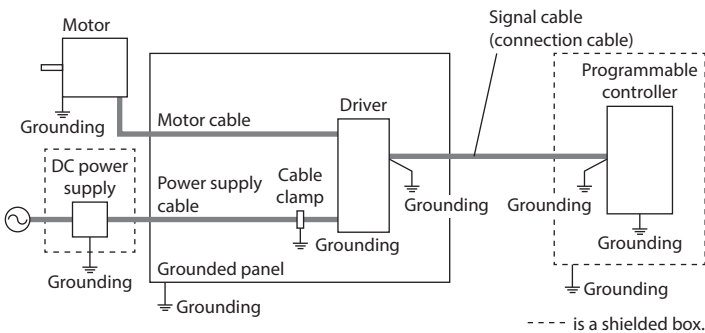 Motor
Signal cable
(connection cable)
Programmable
controller
Grounding
Motor cable
Driver
DC power
supply
Power supply
cable
Cable
clamp
Grounding
Grounding
Grounding
Grounding
Grounding
Grounded panel
Grounding
Grounding
Grounding
is a shielded box.